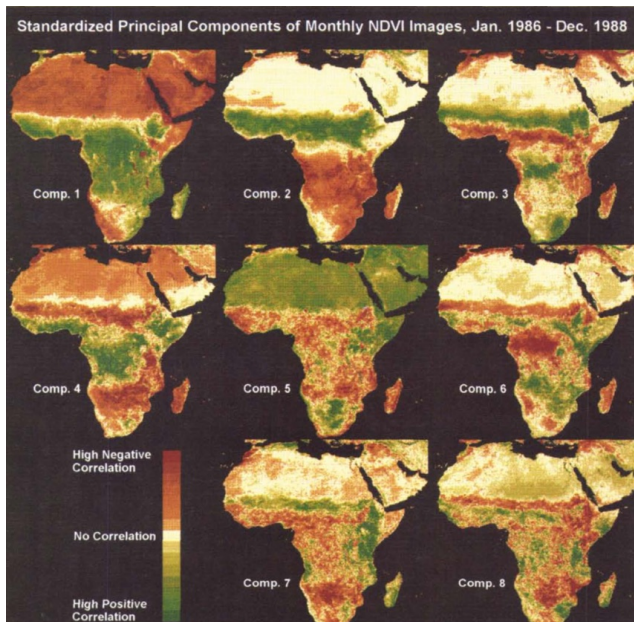 Standardized Principal Components of Monthly NDVI Images, Jan. 1986 - Dec. 1988
Comp. 1
Comp. 2
Comp. 3
Comp. 4
Comp. 5
Comp. 6
High Negative
Correlation
No Correlation
High Positive
Correlation
Comp. 7
Comp. 8